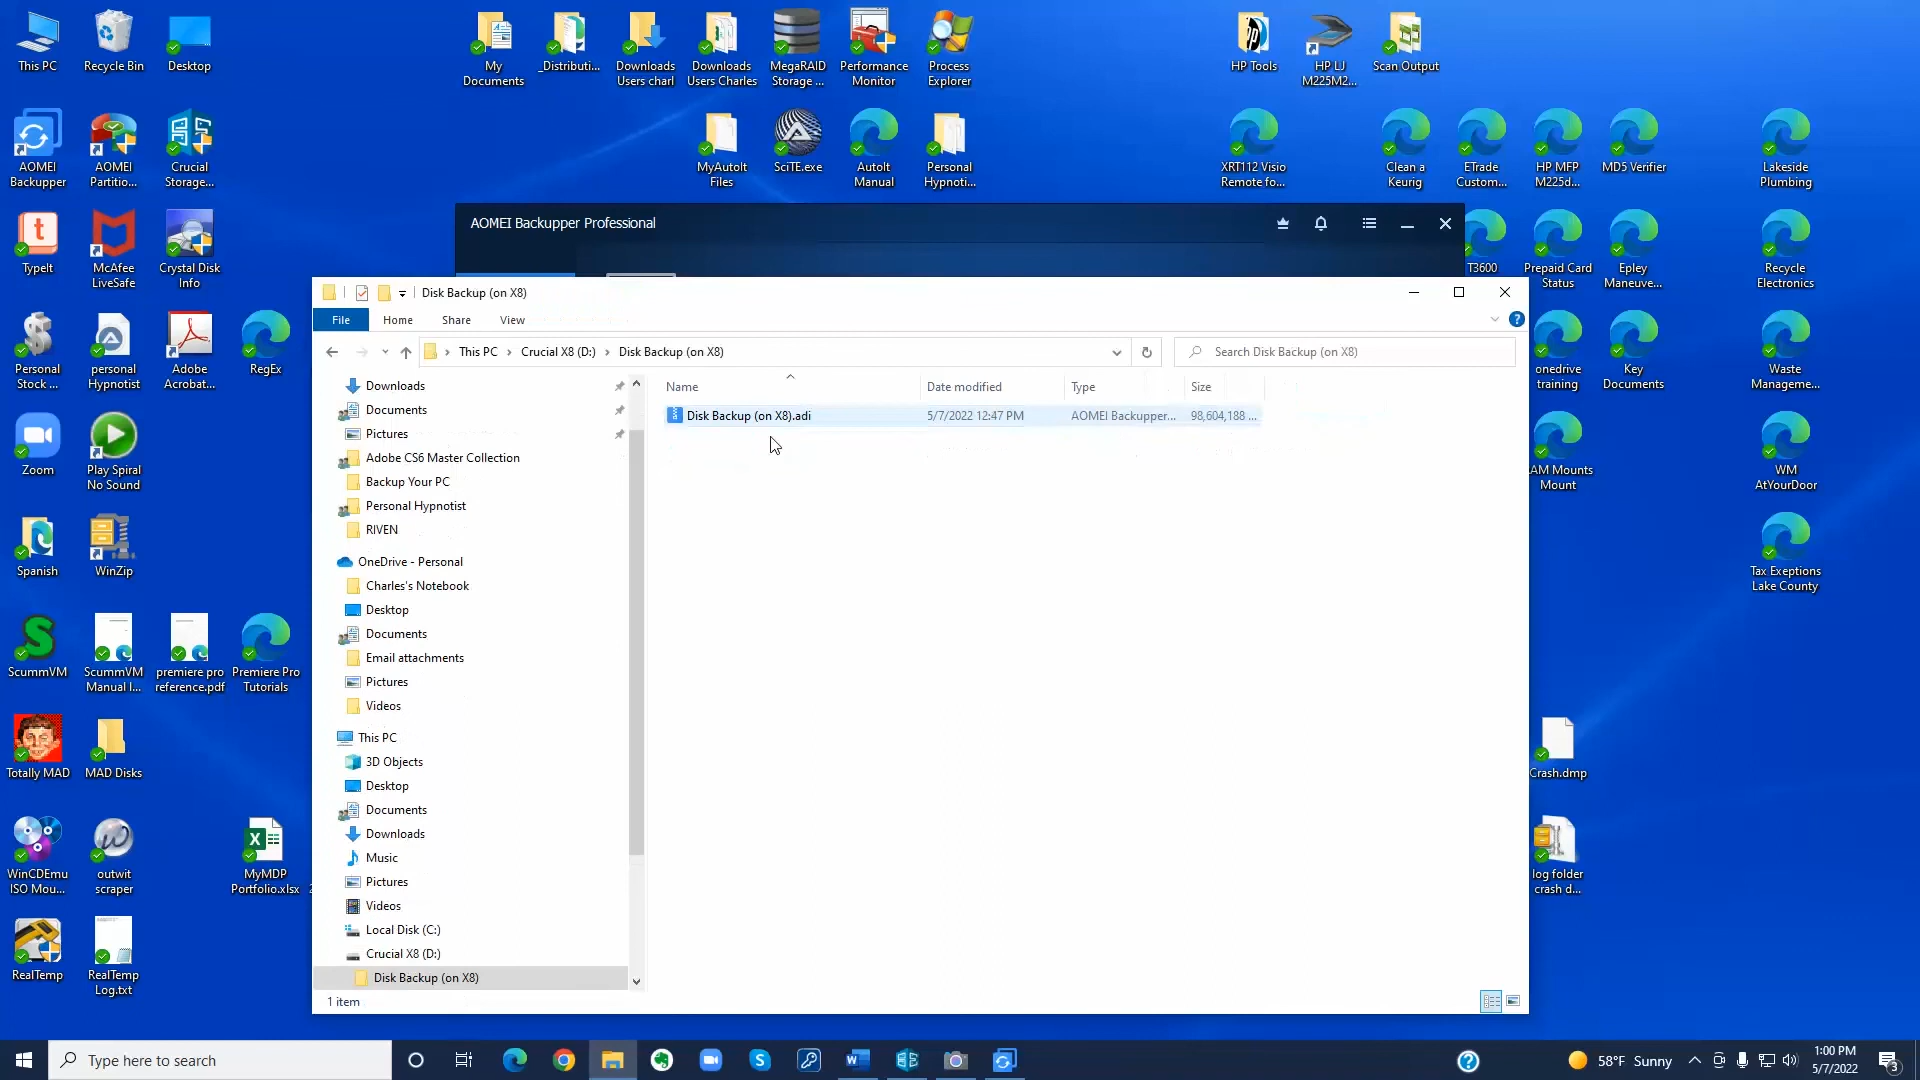 This PC
Recycle Bin
Desktop
My
Documents
_Distributi...
Downloads
Users charl
Downloads
Users Charles
MegaRAID
Storage ...
Performance
Monitor
Process
Explorer
HP Tools
HP LJ
M225M2...
Scan Output
AOMEI
Backupper
AOMEI
Partitio...
Crucial
Storage...
MyAutoIt
Files
SciTE.exe
AutoIt
Manual
Personal
Hypnoti...
XRT112 Visio
Remote fo...
Clean a
Keurig
ETrade
Custom...
HP MFP
M225d...
MD5 Verifier
Lakeside
Plumbing
TypeIt
McAfee
LiveSafe
Crystal Disk
Info
T3600
Prepaid Card
Status
Epley
Maneuve...
Recycle
Electronics
Personal
Stock ...
personal
Hypnotist
Adobe
Acrobat...
RegEx
onedrive
training
Key
Documents
Waste
Manageme...
Zoom
Play Spiral
No Sound
AM Mounts
Mount
WM
AtYourDoor
Spanish
WinZip
Tax Exeptions
Lake County
ScummVM
ScummVM
Manual I...
premiere pro
reference.pdf
Premiere Pro
Tutorials
Totally MAD
MAD Disks
Crash.dmp
WinCDEmu
ISO Mou...
outwit
scraper
MyMDP
Portfolio.xlsx
log folder
crash d...
RealTemp
RealTemp
Log.txt
AOMEI Backupper Professional
Disk Backup (on X8)
File
Home
Share
View
This PC
Crucial X8 (D:)
Disk Backup (on X8)
Search Disk Backup (on X8)
Name
Date modified
Type
Size
Disk Backup (on X8).adi
5/7/2022 12:47 PM
AOMEI Backupper...
98,604,188 ...
Downloads
Documents
Pictures
Adobe CS6 Master Collection
Backup Your PC
Personal Hypnotist
RIVEN
OneDrive - Personal
Charles's Notebook
Desktop
Documents
Email attachments
Pictures
Videos
This PC
3D Objects
Desktop
Documents
Downloads
Music
Pictures
Videos
Local Disk (C:)
Crucial X8 (D:)
Disk Backup (on X8)
1 item
Type here to search
58°F Sunny
1:00 PM
5/7/2022
3